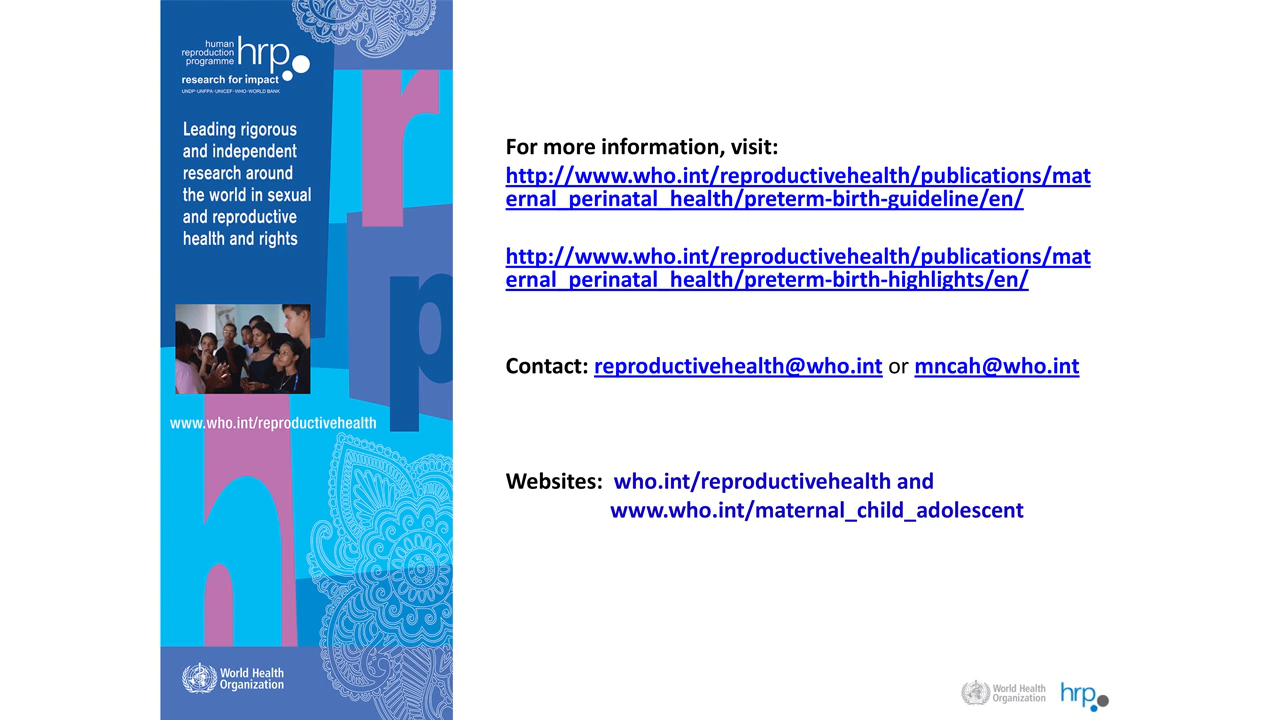 human
reproduction
programme
hrp
research for impact
UNDP·UNFPA·UNICEF·WHO·WORLD BANK
Leading rigorous
and independent
research around
the world in sexual
and reproductive
health and rights
www.who.int/reproductivehealth
r
p
h
World Health
Organization
For more information, visit:
http://www.who.int/reproductivehealth/publications/mat
ernal_perinatal_health/preterm-birth-guideline/en/
http://www.who.int/reproductivehealth/publications/mat
ernal_perinatal_health/preterm-birth-highlights/en/
Contact: reproductivehealth@who.int or mncah@who.int
Websites: who.int/reproductivehealth and
www.who.int/maternal_child_adolescent
World Health
Organization
hrp